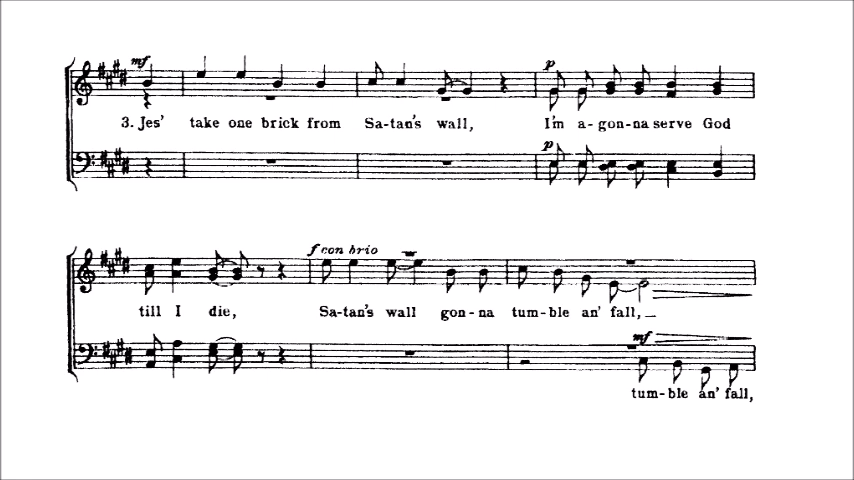 mf
3. Jes' take one brick from Sa-tan's wall, I'm a-gon-na serve God
p
p
f con brio
till I die, Sa-tan's wall gon-na tum-ble an' fall,_
mf
tum-ble an' fall,